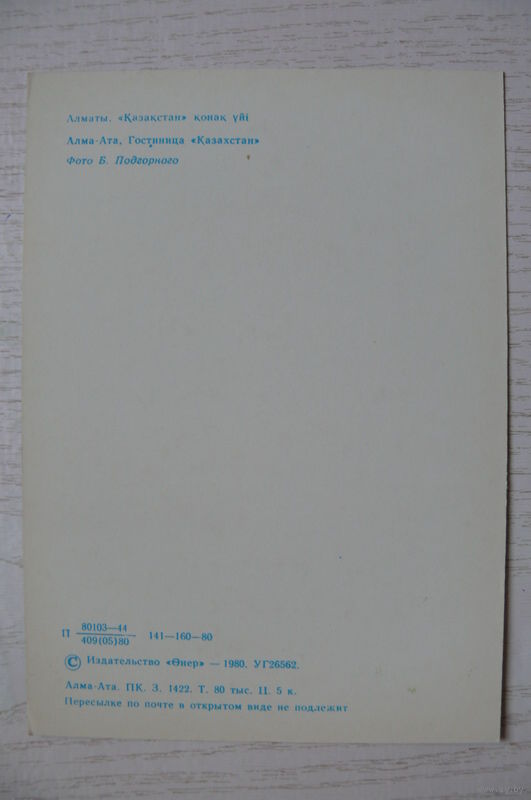 Алматы. «Қазақстан» қонақ үйі
Алма-Ата, Гостиница «Казахстан»
Фото Б. Подгорного
П 80103—44
409(05)80 141—160—80
© Издательство «Өнер» — 1980. УГ26562.
Алма-Ата. ПК. З. 1422. Т. 80 тыс. Ц. 5 к.
Пересылке по почте в открытом виде не подлежит